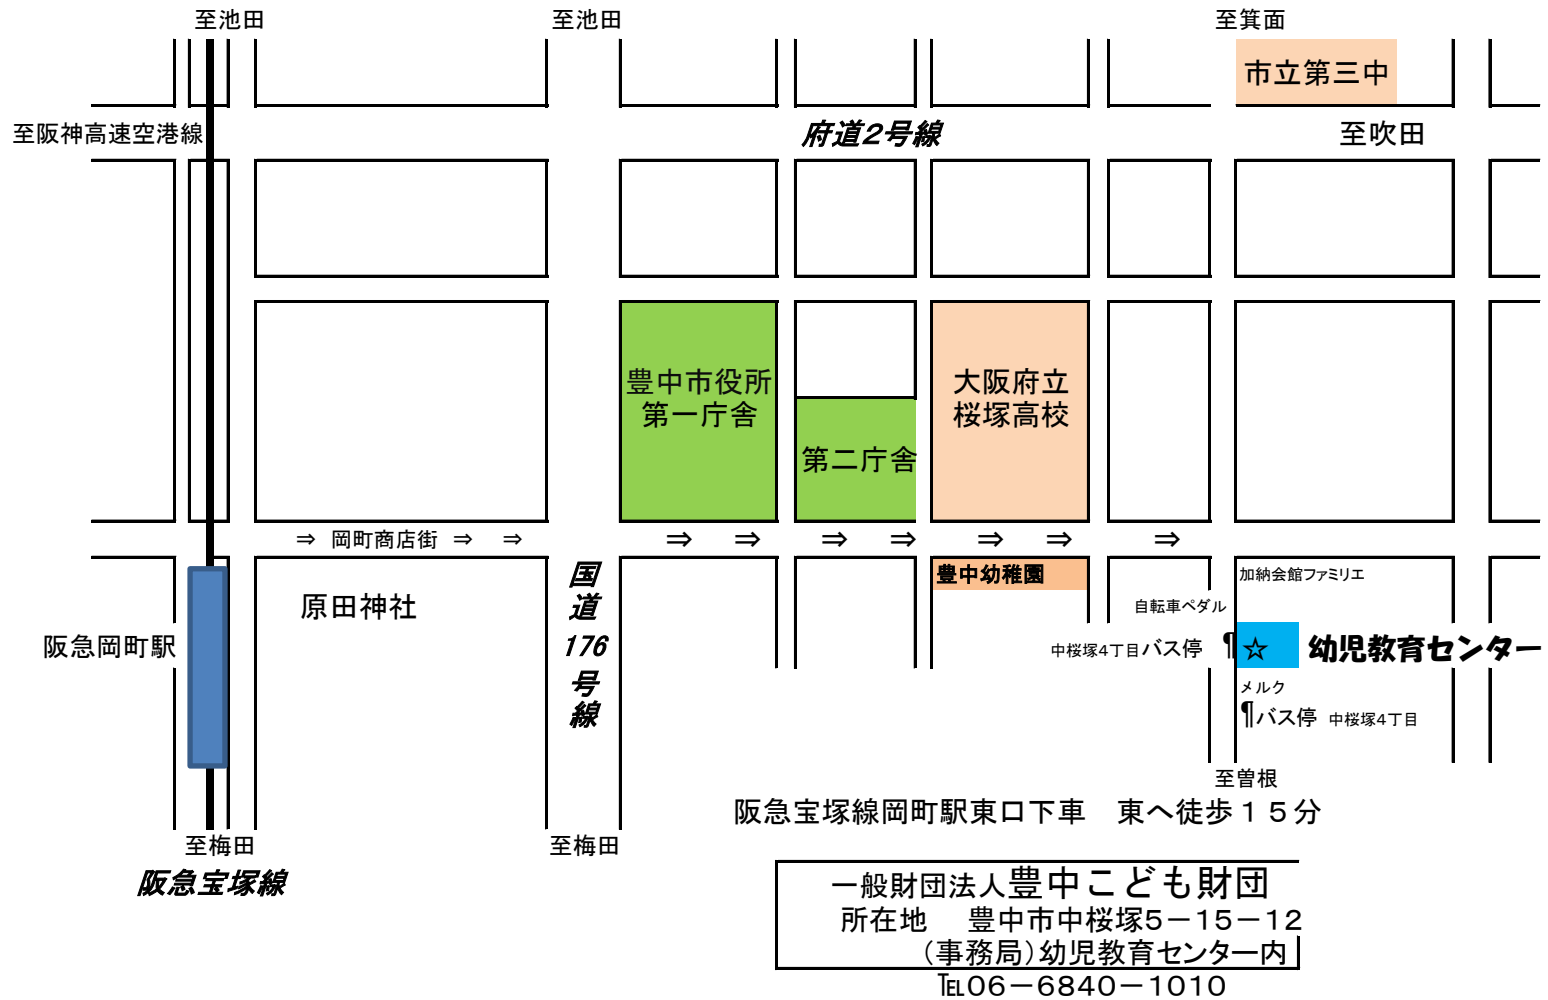 至池田
至池田
至箕面
市立第三中
至阪神高速空港線
府道2号線
至吹田
豊中市役所
第一庁舎
大阪府立
桜塚高校
第二庁舎
⇒ 岡町商店街 ⇒ ⇒ ⇒ ⇒ ⇒ ⇒ ⇒ ⇒ ⇒
国道176号線
豊中幼稚園
加納会館ファミリエ
原田神社
自転車ペダル
阪急岡町駅
中桜塚4丁目バス停 ¶
☆ 幼児教育センター
メルク
¶バス停 中桜塚4丁目
至曽根
阪急宝塚線岡町駅東口下車 東へ徒歩15分
至梅田
至梅田
阪急宝塚線
一般財団法人豊中こども財団
所在地 豊中市中桜塚5-15-12
(事務局)幼児教育センター内
℡06-6840-1010